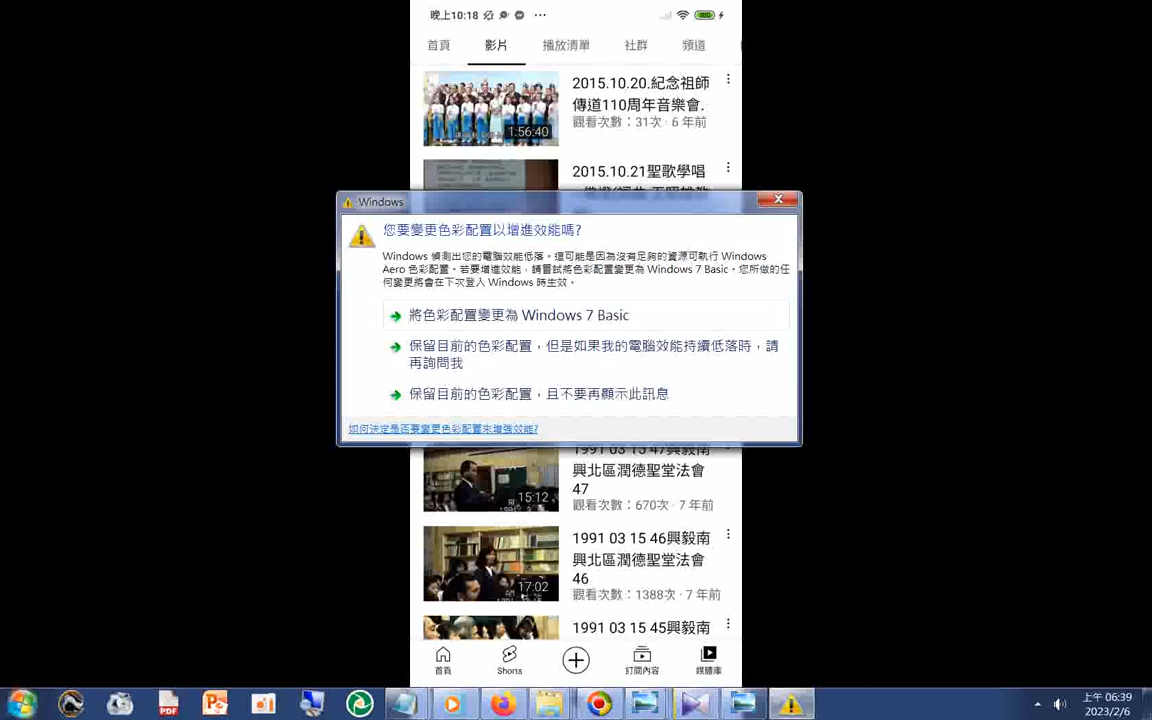 晚上10:18
首頁 影片 播放清單 社群 頻道
2015.10.20.紀念祖師
傳道110周年音樂會.
觀看次數：31次 · 6 年前
1:56:40
2015.10.21聖歌學唱
Windows
您要變更色彩配置以增進效能嗎?
Windows 偵測出您的電腦效能低落。這可能是因為沒有足夠的資源可執行 Windows
Aero 色彩配置。若要增進效能，請嘗試將色彩配置變更為 Windows 7 Basic。您所做的任
何變更將會在下次登入 Windows 時生效。
將色彩配置變更為 Windows 7 Basic
保留目前的色彩配置，但是如果我的電腦效能持續低落時，請
再詢問我
保留目前的色彩配置，且不要再顯示此訊息
如何決定是否要變更色彩配置來增強效能?
1991 03 15 47興毅南
興北區潤德聖堂法會
47
觀看次數：670次 · 7 年前
15:12
1991 03 15 46興毅南
興北區潤德聖堂法會
46
觀看次數：1388次 · 7 年前
17:02
1991 03 15 45興毅南
首頁 Shorts 訂閱內容 媒體庫
PDF
上午 06:39
2023/2/6